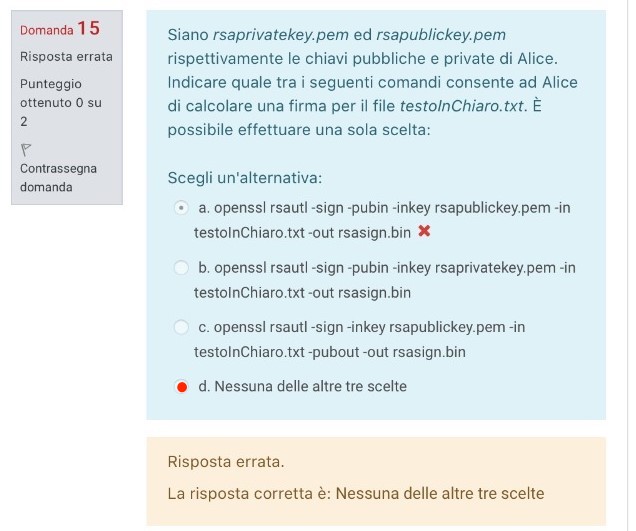 Domanda 15
Risposta errata
Punteggio
ottenuto 0 su
2
Contrassegna
domanda
Siano rsaprivatekey.pem ed rsapublickey.pem
rispettivamente le chiavi pubbliche e private di Alice.
Indicare quale tra i seguenti comandi consente ad Alice
di calcolare una firma per il file testoInChiaro.txt. È
possibile effettuare una sola scelta:
Scegli un'alternativa:
a. openssl rsautl -sign -pubin -inkey rsapublickey.pem -in
testoInChiaro.txt -out rsasign.bin
b. openssl rsautl -sign -pubin -inkey rsaprivatekey.pem -in
testoInChiaro.txt -out rsasign.bin
c. openssl rsautl -sign -inkey rsapublickey.pem -in
testoInChiaro.txt -pubout -out rsasign.bin
d. Nessuna delle altre tre scelte
Risposta errata.
La risposta corretta è: Nessuna delle altre tre scelte